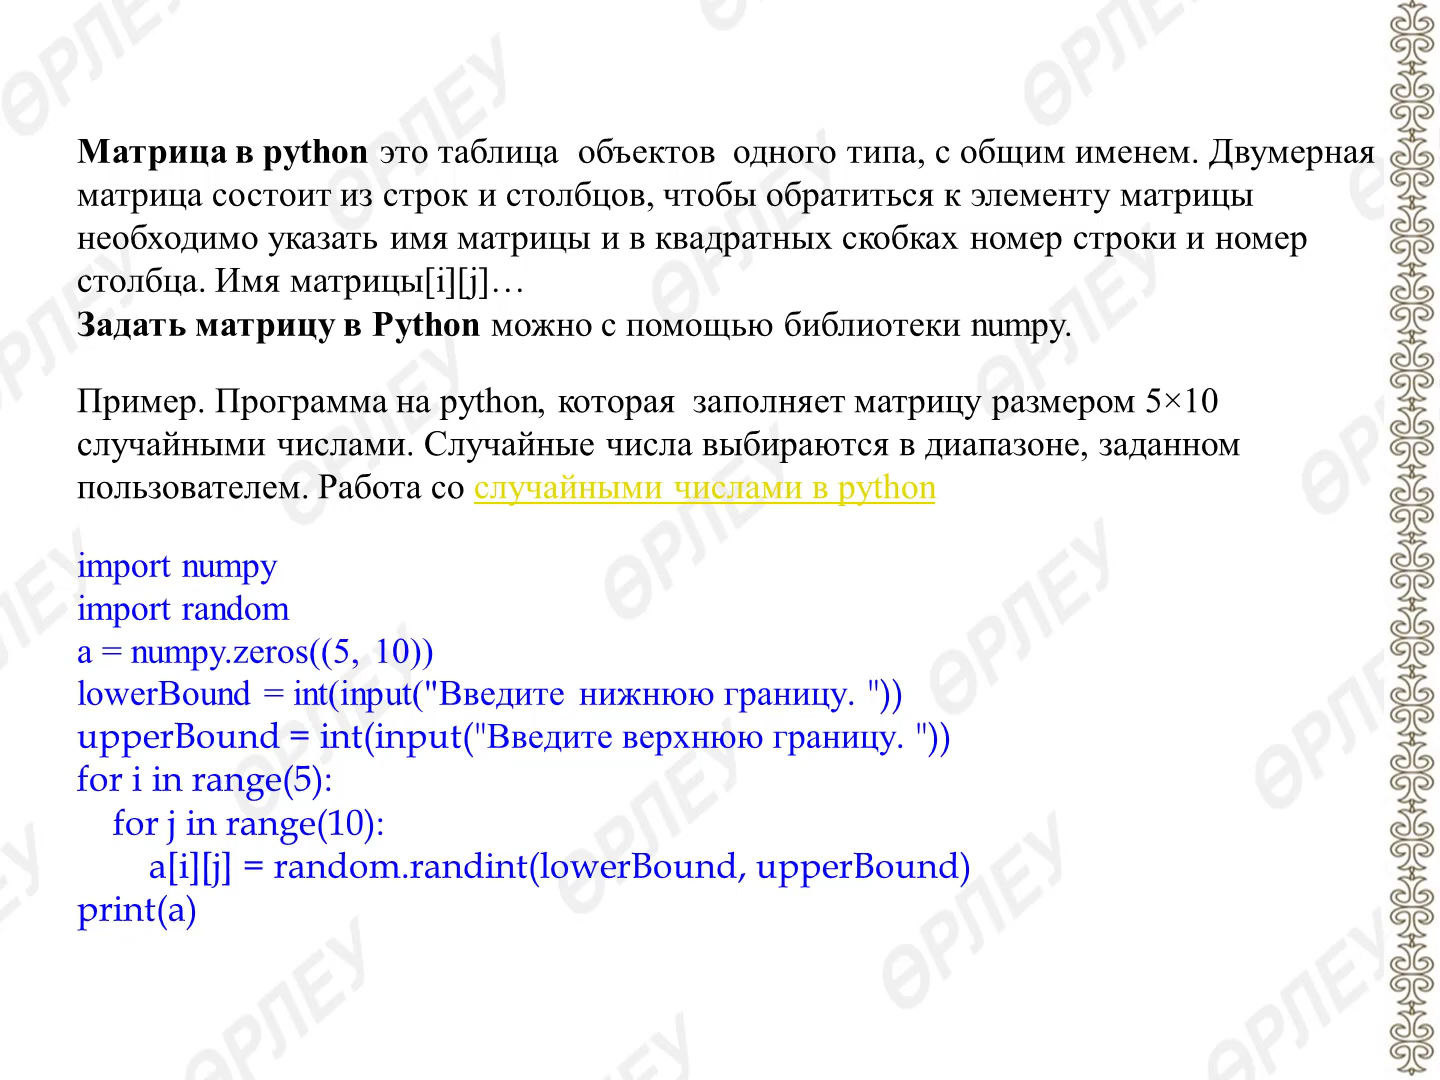 Матрица в python это таблица  объектов  одного типа, с общим именем. Двумерная
матрица состоит из строк и столбцов, чтобы обратиться к элементу матрицы
необходимо указать имя матрицы и в квадратных скобках номер строки и номер
столбца. Имя матрицы[i][j]…
Задать матрицу в Python можно с помощью библиотеки numpy.
Пример. Программа на python, которая  заполняет матрицу размером 5×10
случайными числами. Случайные числа выбираются в диапазоне, заданном
пользователем. Работа со случайными числами в python
import numpy
import random
a = numpy.zeros((5, 10))
lowerBound = int(input("Введите нижнюю границу. "))
upperBound = int(input("Введите верхнюю границу. "))
for i in range(5):
    for j in range(10):
        a[i][j] = random.randint(lowerBound, upperBound)
print(a)
ӨРЛЕУ